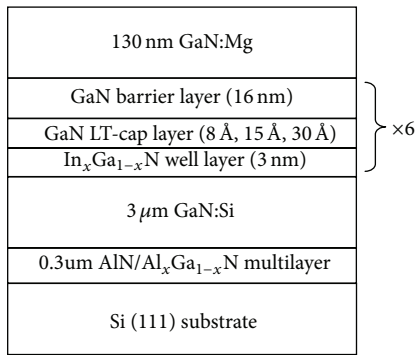 130 nm GaN:Mg
GaN barrier layer (16 nm)
GaN LT-cap layer (8 Å, 15 Å, 30 Å)
InₓGa₁₋ₓN well layer (3 nm)
×6
3 μm GaN:Si
0.3um AlN/AlₓGa₁₋ₓN multilayer
Si (111) substrate